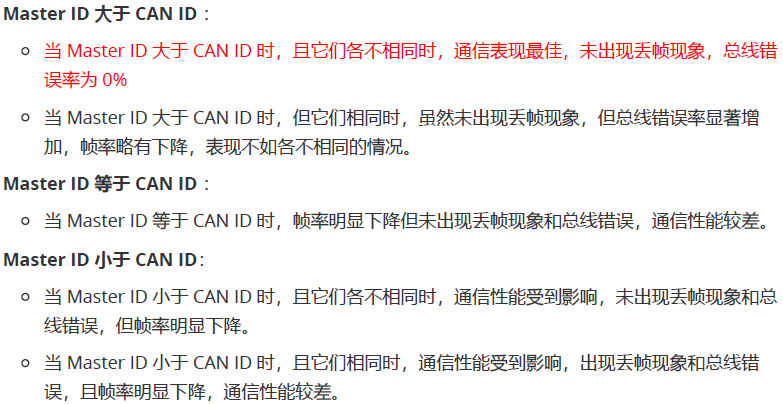 Master ID 大于 CAN ID：
当 Master ID 大于 CAN ID 时，且它们各不相同时，通信表现最佳，未出现丢帧现象，总线错
误率为 0%
当 Master ID 大于 CAN ID 时，但它们相同时，虽然未出现丢帧现象，但总线错误率显著增
加，帧率略有下降，表现不如各不相同的情况。
Master ID 等于 CAN ID：
当 Master ID 等于 CAN ID 时，帧率明显下降但未出现丢帧现象和总线错误，通信性能较差。
Master ID 小于 CAN ID：
当 Master ID 小于 CAN ID 时，且它们各不相同时，通信性能受到影响，未出现丢帧现象和总
线错误，但帧率明显下降。
当 Master ID 小于 CAN ID 时，且它们相同时，通信性能受到影响，出现丢帧现象和总线错
误，且帧率明显下降，通信性能较差。